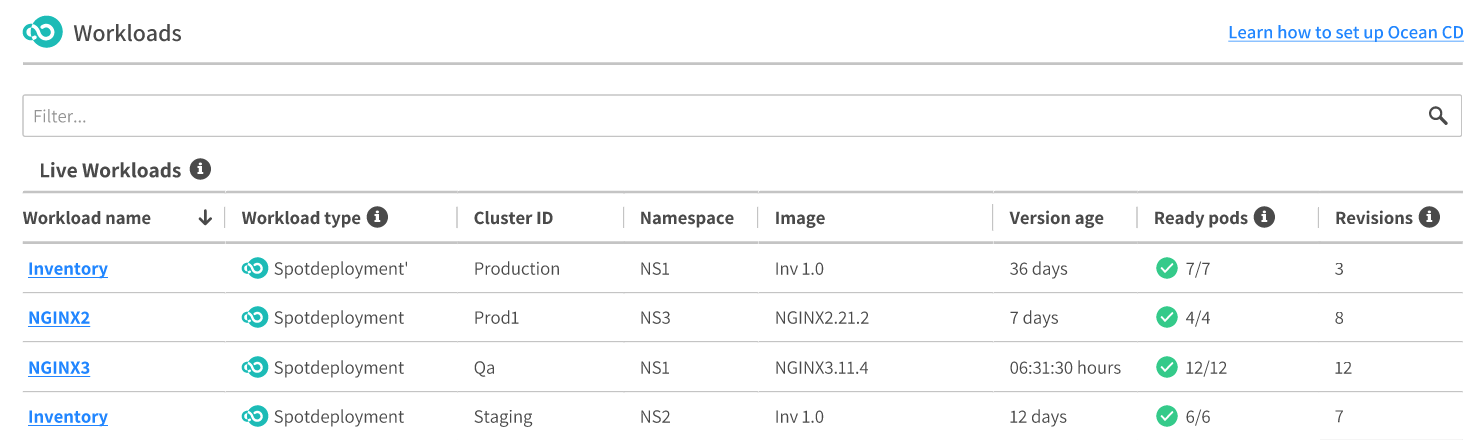 Workloads Learn how to set up Ocean CD
Filter...
Live Workloads
Workload name Workload type Cluster ID Namespace Image Version age Ready pods Revisions
Inventory Spotdeployment' Production NS1 Inv 1.0 36 days 7/7 3
NGINX2 Spotdeployment Prod1 NS3 NGINX2.21.2 7 days 4/4 8
NGINX3 Spotdeployment Qa NS1 NGINX3.11.4 06:31:30 hours 12/12 12
Inventory Spotdeployment Staging NS2 Inv 1.0 12 days 6/6 7